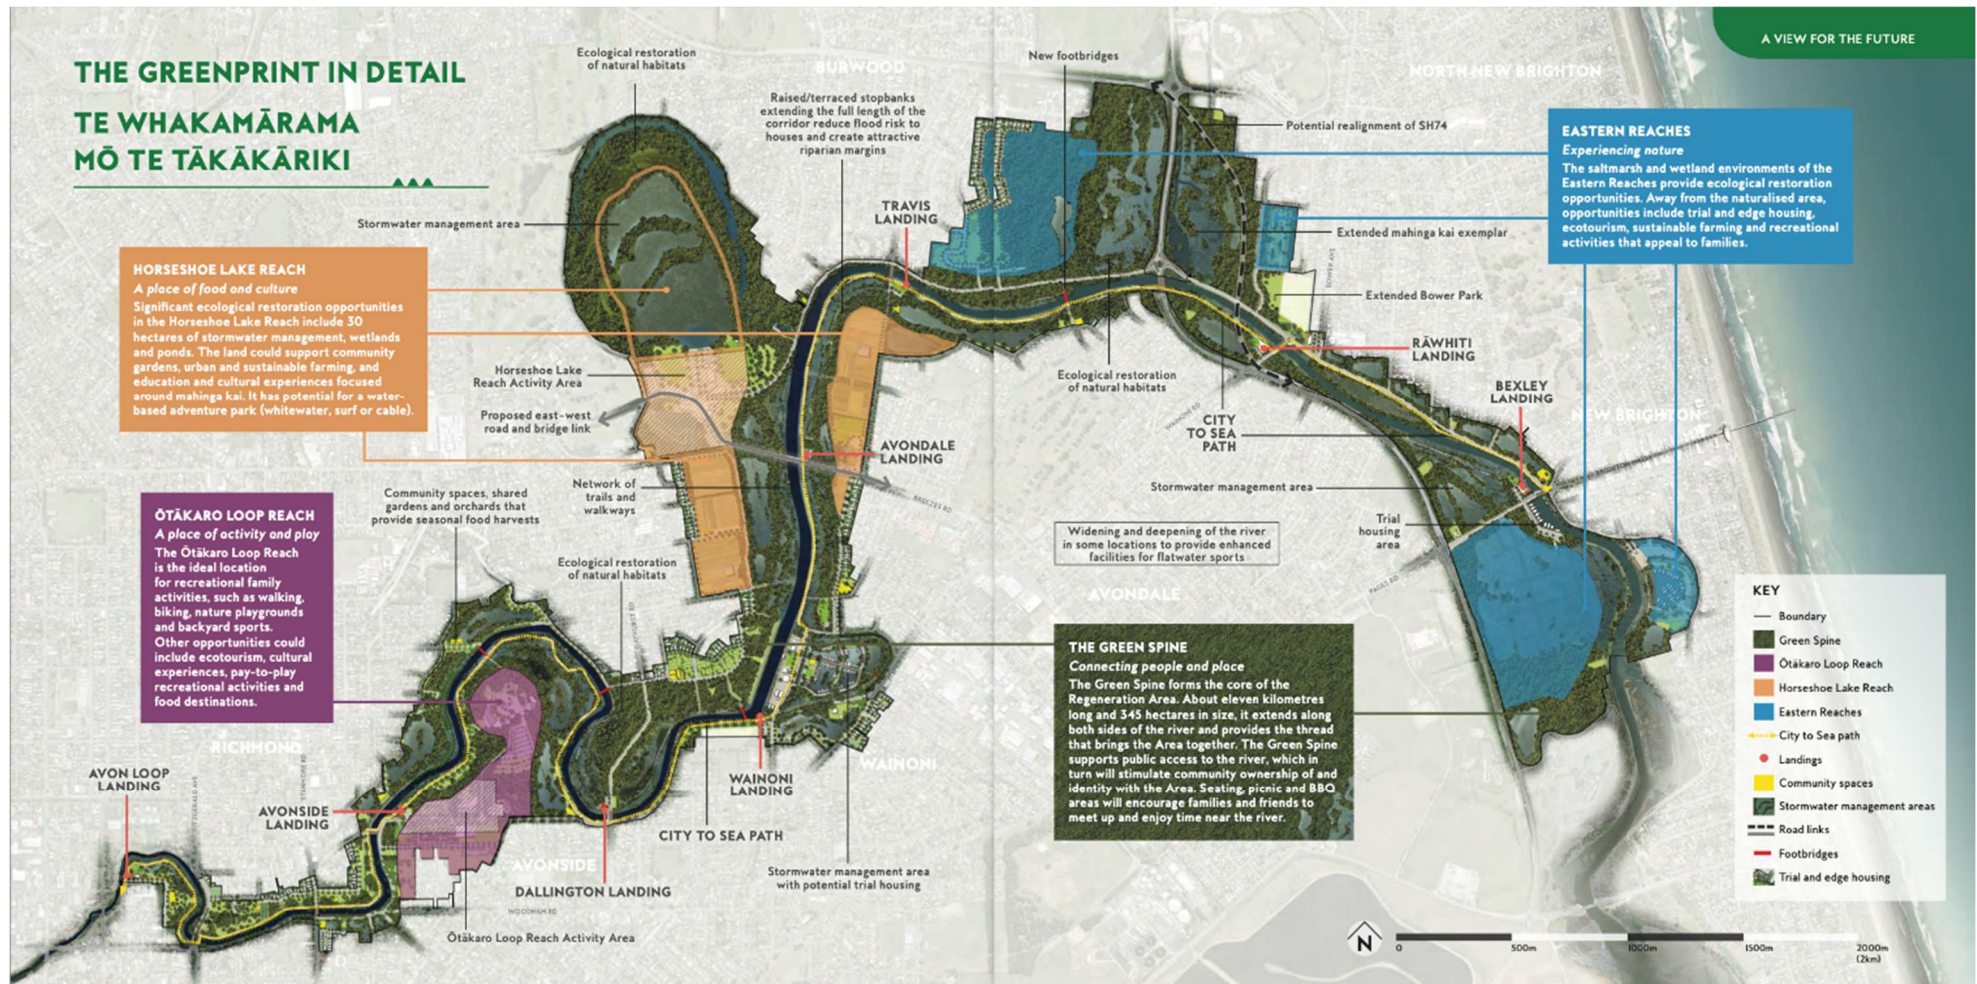 A VIEW FOR THE FUTURE
THE GREENPRINT IN DETAIL
TE WHAKAMĀRAMA
MŌ TE TĀKĀKĀRIKI
Ecological restoration
of natural habitats
BURWOOD
Raised/terraced stopbanks
extending the full length of the
corridor reduce flood risk to
houses and create attractive
riparian margins
New footbridges
NORTH NEW BRIGHTON
Potential realignment of SH74
EASTERN REACHES
Experiencing nature
The saltmarsh and wetland environments of the
Eastern Reaches provide ecological restoration
opportunities. Away from the naturalised area,
opportunities include trial and edge housing,
ecotourism, sustainable farming and recreational
activities that appeal to families.
Stormwater management area
TRAVIS
LANDING
Extended mahinga kai exemplar
BOWER AVE
Extended Bower Park
HORSESHOE LAKE REACH
A place of food and culture
Significant ecological restoration opportunities
in the Horseshoe Lake Reach include 30
hectares of stormwater management, wetlands
and ponds. The land could support community
gardens, urban and sustainable farming, and
education and cultural experiences focused
around mahinga kai. It has potential for a water-
based adventure park (whitewater, surf or cable).
Horseshoe Lake
Reach Activity Area
Proposed east-west
road and bridge link
Ecological restoration
of natural habitats
RĀWHITI
LANDING
BEXLEY
LANDING
NEW BRIGHTON
WAINONI RD
CITY
TO SEA
PATH
AVONDALE
LANDING
Network of
trails and
walkways
BREEZES RD
Stormwater management area
Trial
housing
area
Widening and deepening of the river
in some locations to provide enhanced
facilities for flatwater sports
PAGES RD
AVONDALE
Community spaces, shared
gardens and orchards that
provide seasonal food harvests
Ecological restoration
of natural habitats
ŌTĀKARO LOOP REACH
A place of activity and play
The Ōtākaro Loop Reach
is the ideal location
for recreational family
activities, such as walking,
biking, nature playgrounds
and backyard sports.
Other opportunities could
include ecotourism, cultural
experiences, pay-to-play
recreational activities and
food destinations.
THE GREEN SPINE
Connecting people and place
The Green Spine forms the core of the
Regeneration Area. About eleven kilometres
long and 345 hectares in size, it extends along
both sides of the river and provides the thread
that brings the Area together. The Green Spine
supports public access to the river, which in
turn will stimulate community ownership of and
identity with the Area. Seating, picnic and BBQ
areas will encourage families and friends to
meet up and enjoy time near the river.
RICHMOND
AVON LOOP
LANDING
FITZGERALD AVE
STANMORE RD
AVONSIDE
LANDING
WAINONI
WAINONI
LANDING
CITY TO SEA PATH
AVONSIDE
DALLINGTON LANDING
WOODHAM RD
Stormwater management area
with potential trial housing
Ōtākaro Loop Reach Activity Area
KEY
Boundary
Green Spine
Ōtākaro Loop Reach
Horseshoe Lake Reach
Eastern Reaches
City to Sea path
Landings
Community spaces
Stormwater management areas
Road links
Footbridges
Trial and edge housing
N
0
500m
1000m
1500m
2000m
(2km)